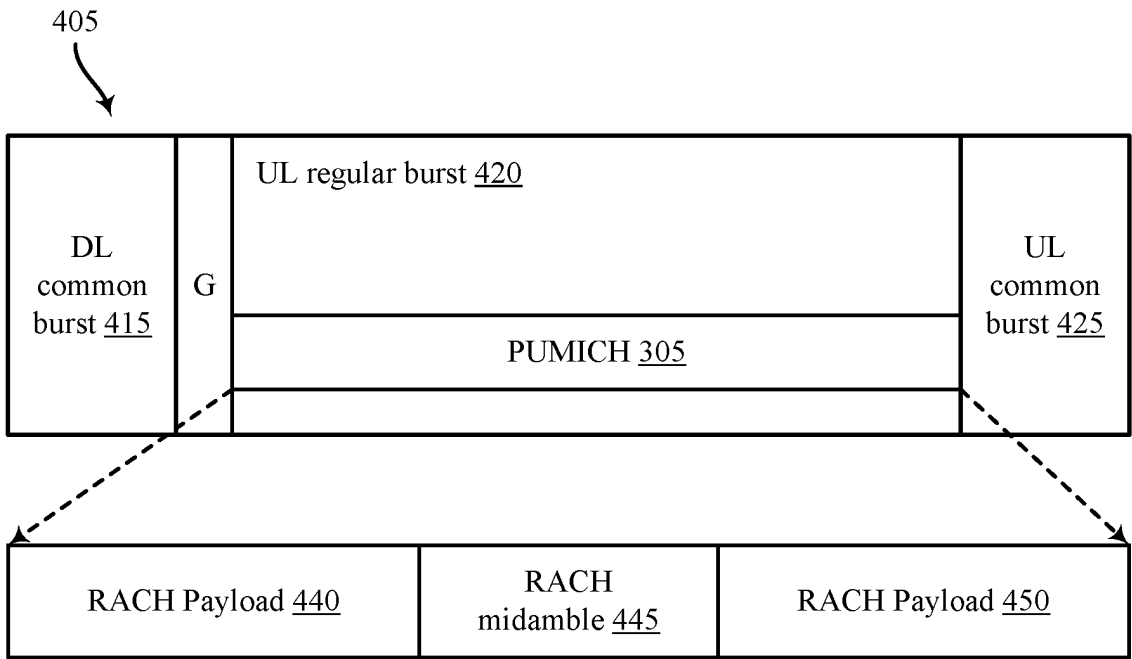 405
UL regular burst 420
DL
common
burst 415
G
UL
common
burst 425
PUMICH 305
RACH Payload 440
RACH
midamble 445
RACH Payload 450